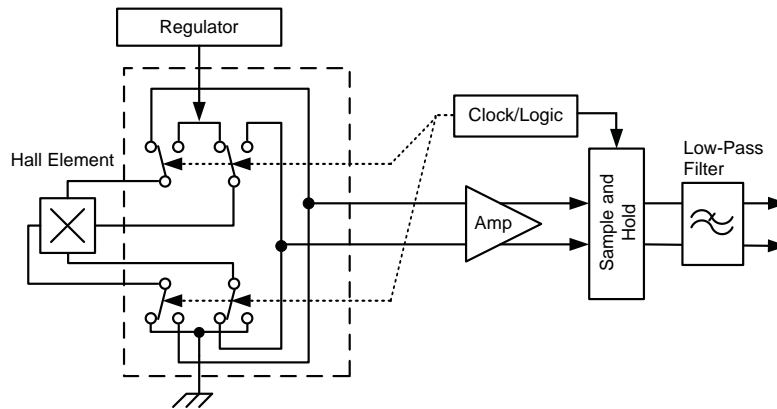 Regulator
Clock/Logic
Hall Element
Low-Pass
Filter
Amp
Sample and
Hold